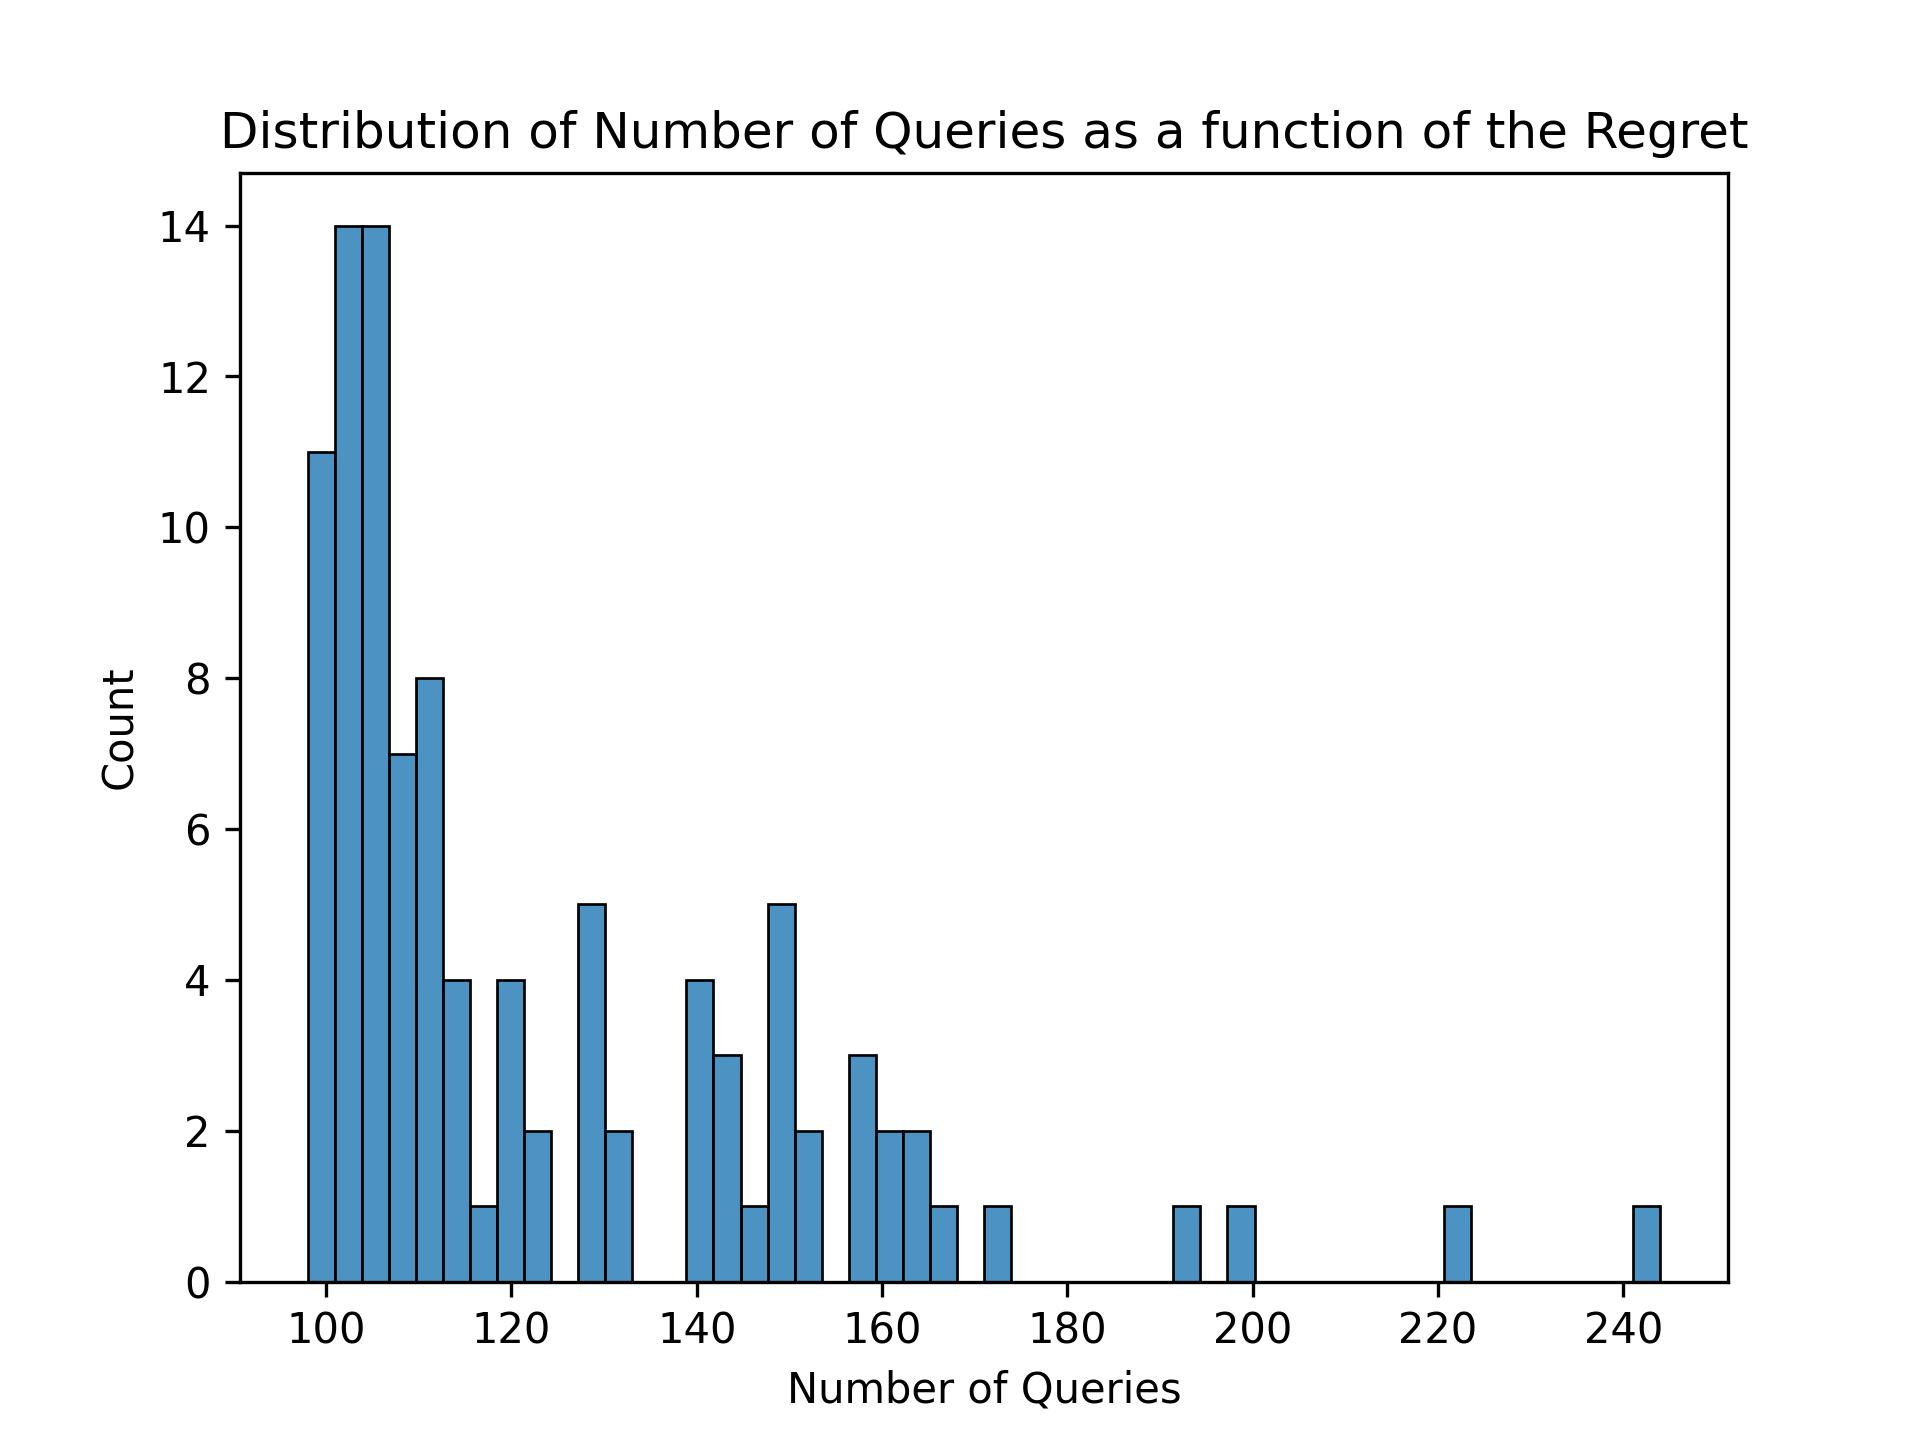 Distribution of Number of Queries as a function of the Regret
14
12
10
8
6
4
2
0
Count
100 120 140 160 180 200 220 240
Number of Queries